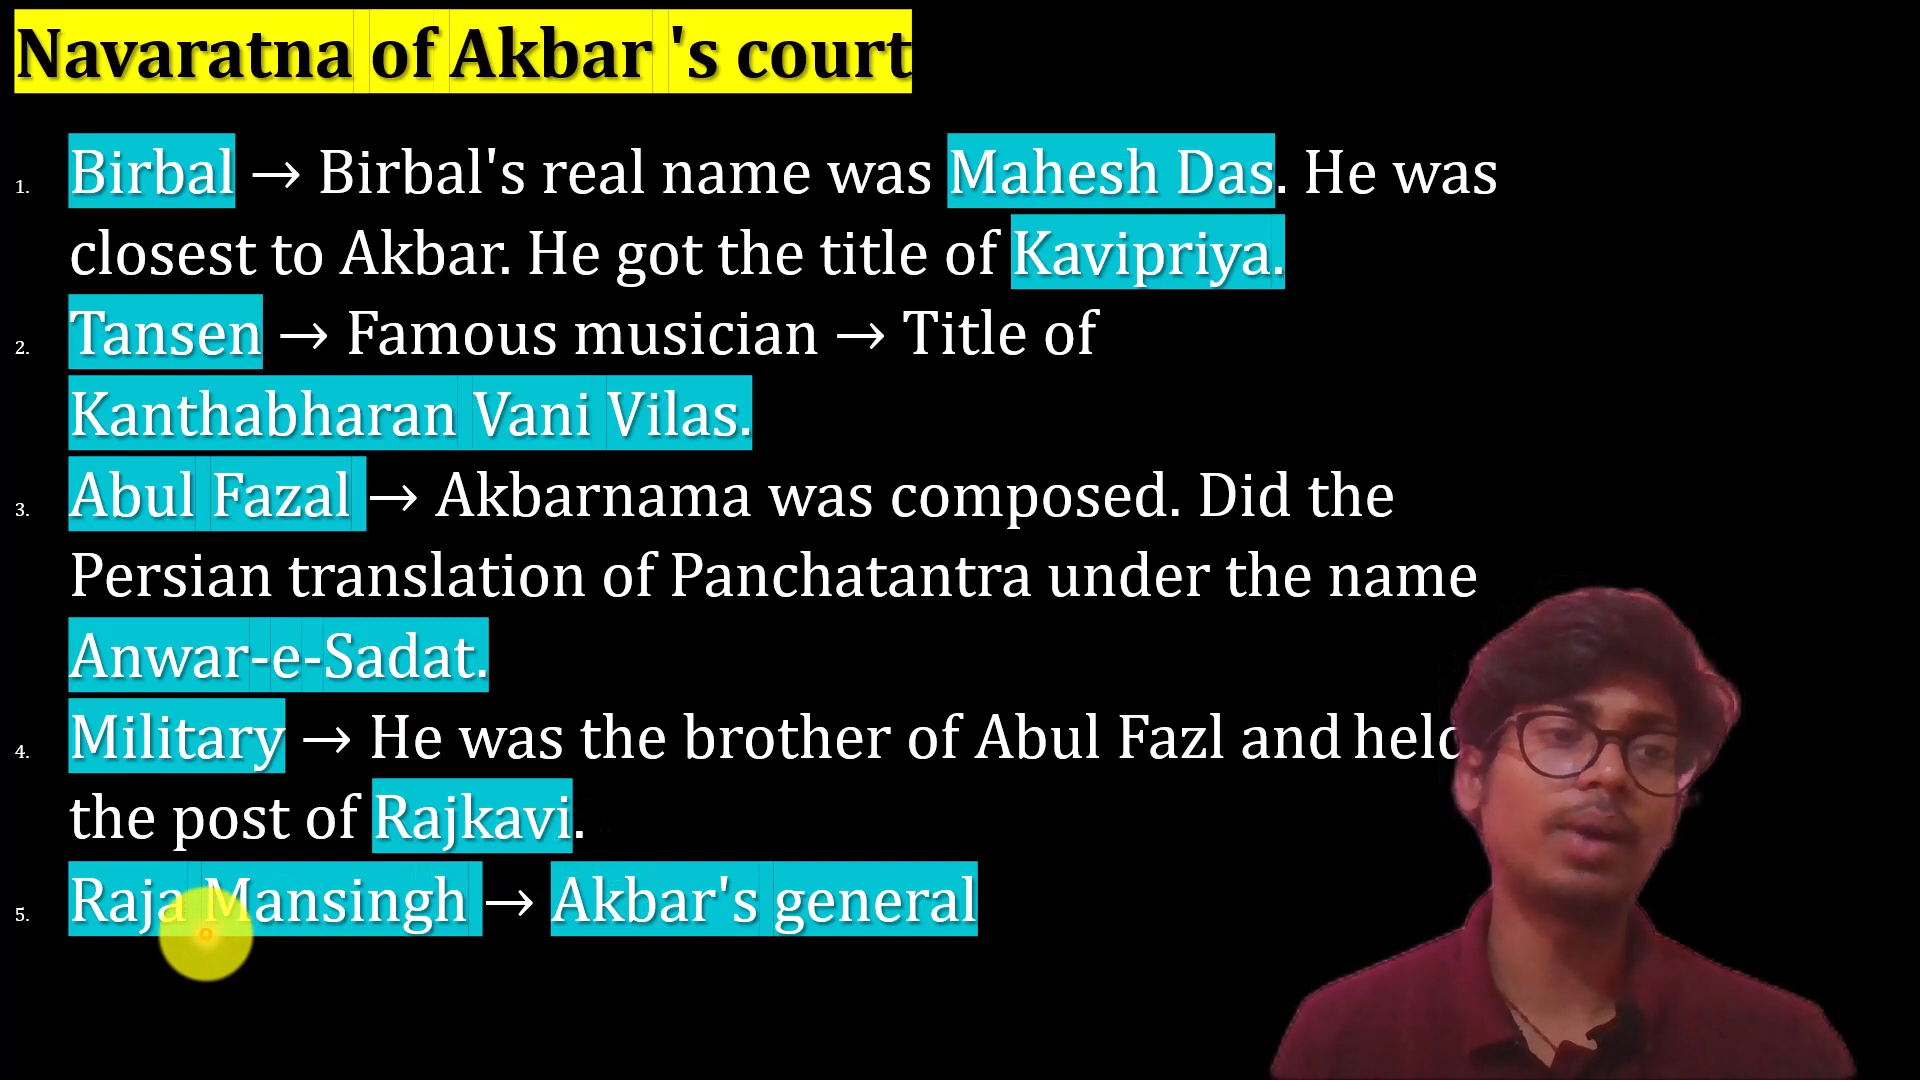 Navaratna of Akbar 's court
1. Birbal → Birbal's real name was Mahesh Das. He was
closest to Akbar. He got the title of Kavipriya.
2. Tansen → Famous musician → Title of
Kanthabharan Vani Vilas.
3. Abul Fazal → Akbarnama was composed. Did the
Persian translation of Panchatantra under the name
Anwar-e-Sadat.
4. Military → He was the brother of Abul Fazl and held
the post of Rajkavi.
5. Raja Mansingh → Akbar's general